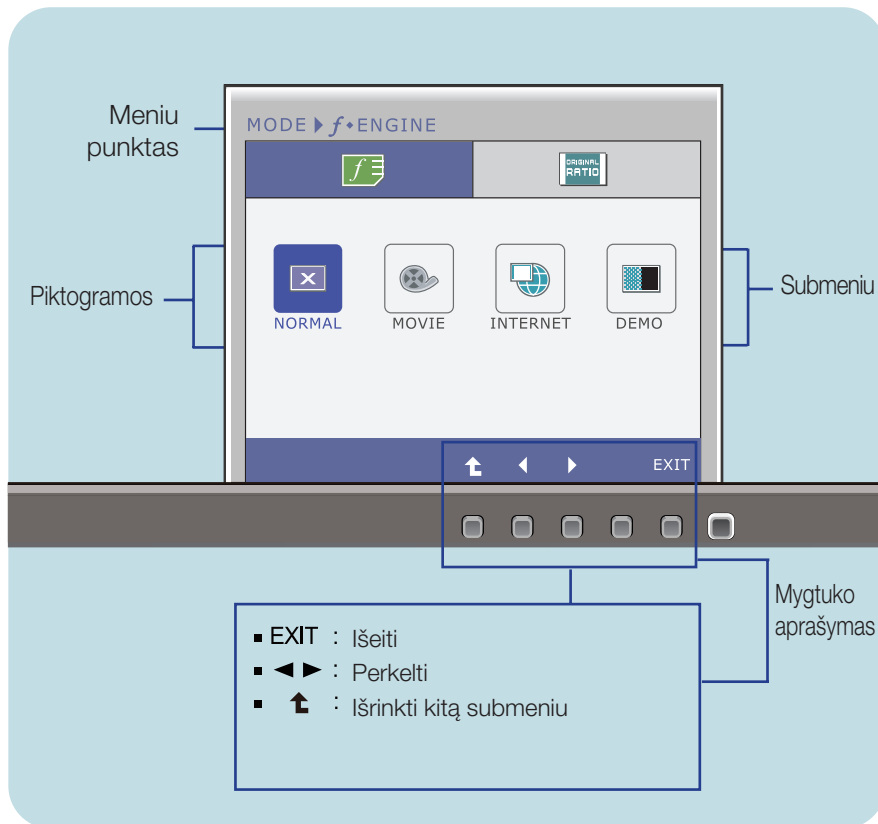 Meniu
punktas
MODE ▶ f◆ENGINE
f
ORIGINAL
RATIO
Piktogramos
Submeniu
NORMAL MOVIE INTERNET DEMO
EXIT
Mygtuko
aprašymas
▪ EXIT : Išeiti
▪ ◀ ▶ : Perkelti
▪ ⮤ : Išrinkti kitą submeniu